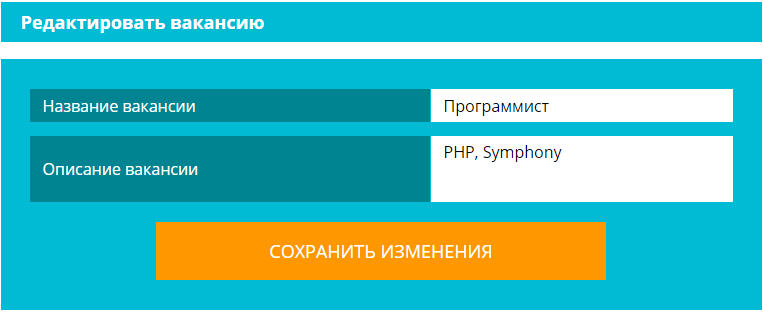 Редактировать вакансию
Название вакансии
Программист
Описание вакансии
PHP, Symphony
СОХРАНИТЬ ИЗМЕНЕНИЯ